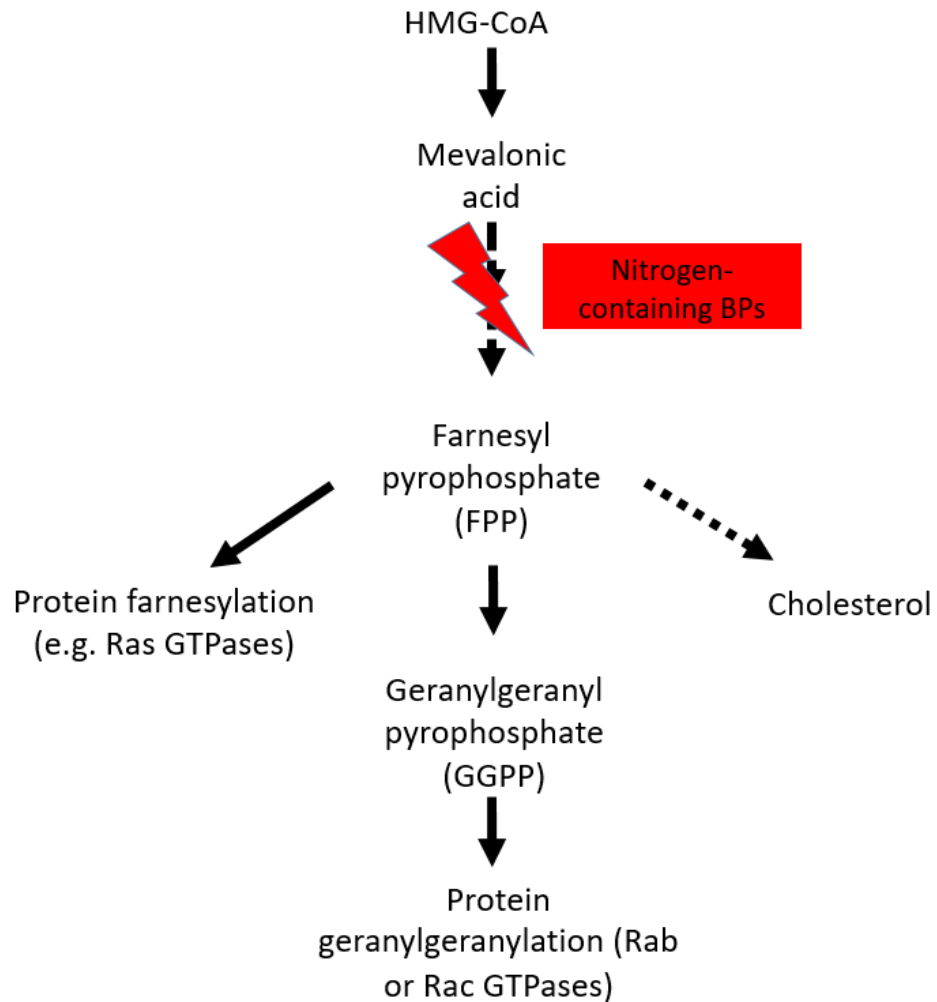 HMG-CoA
Mevalonic
acid
Nitrogen-
containing BPs
Farnesyl
pyrophosphate
(FPP)
Protein farnesylation
(e.g. Ras GTPases)
Cholesterol
Geranylgeranyl
pyrophosphate
(GGPP)
Protein
geranylgeranylation (Rab
or Rac GTPases)